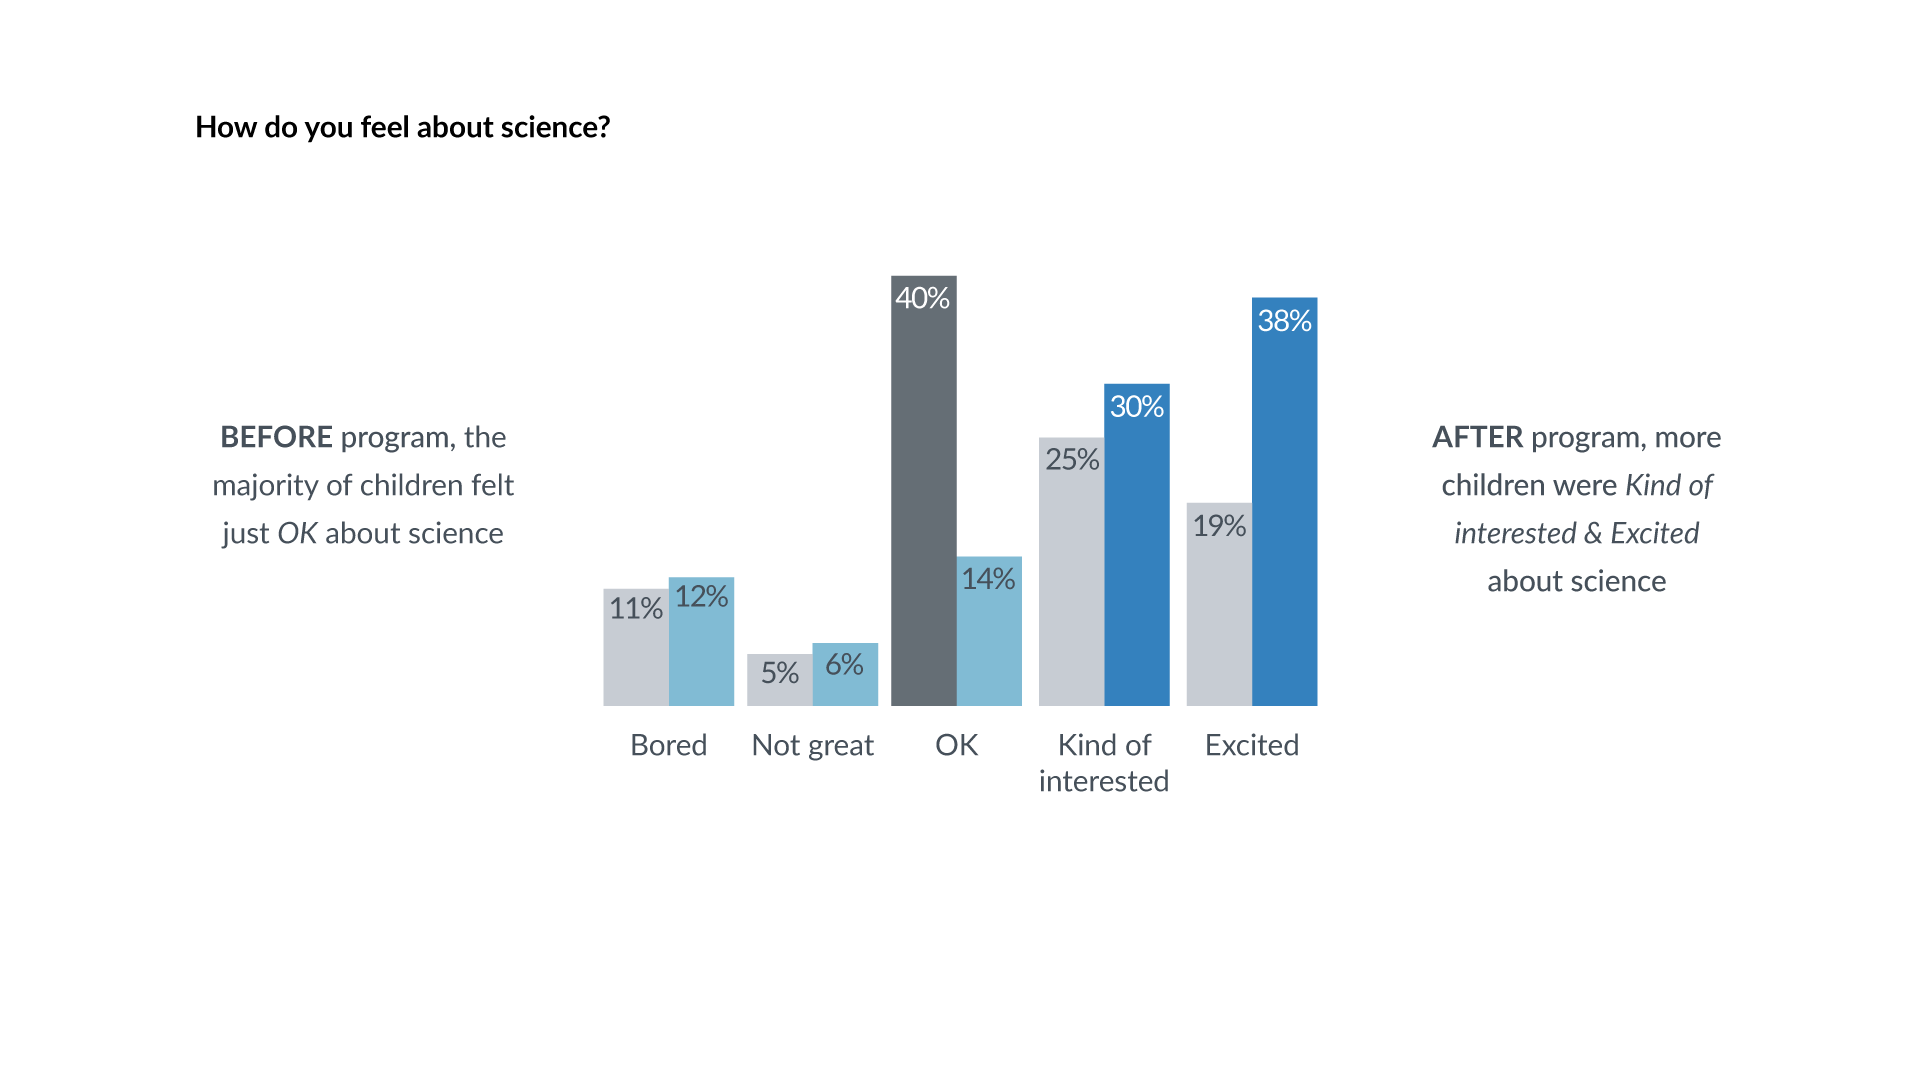 How do you feel about science?
BEFORE program, the
majority of children felt
just OK about science
40%
38%
30%
25%
19%
14%
12%
11%
6%
5%
Bored
Not great
OK
Kind of
interested
Excited
AFTER program, more
children were Kind of
interested & Excited
about science